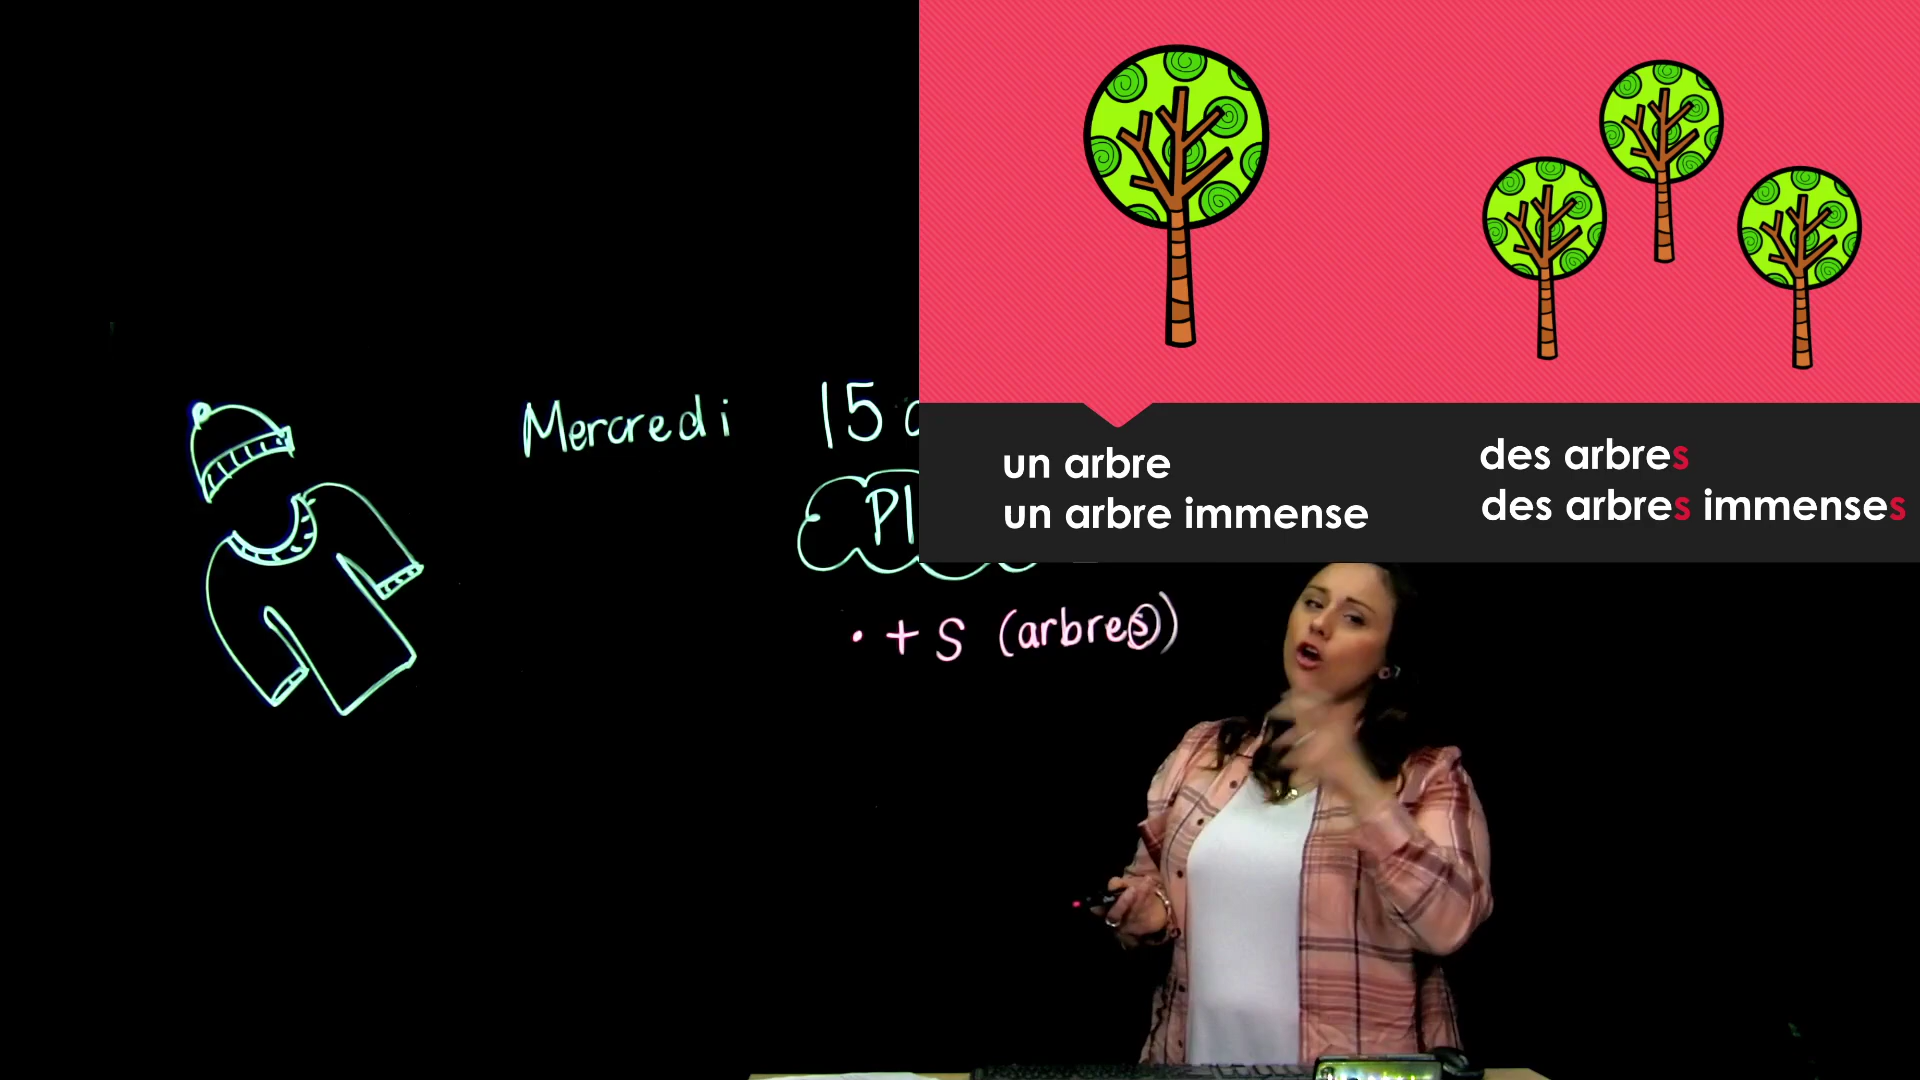 Mercredi 15
Pl
• + s (arbres)
un arbre
un arbre immense
des arbres
des arbres immenses